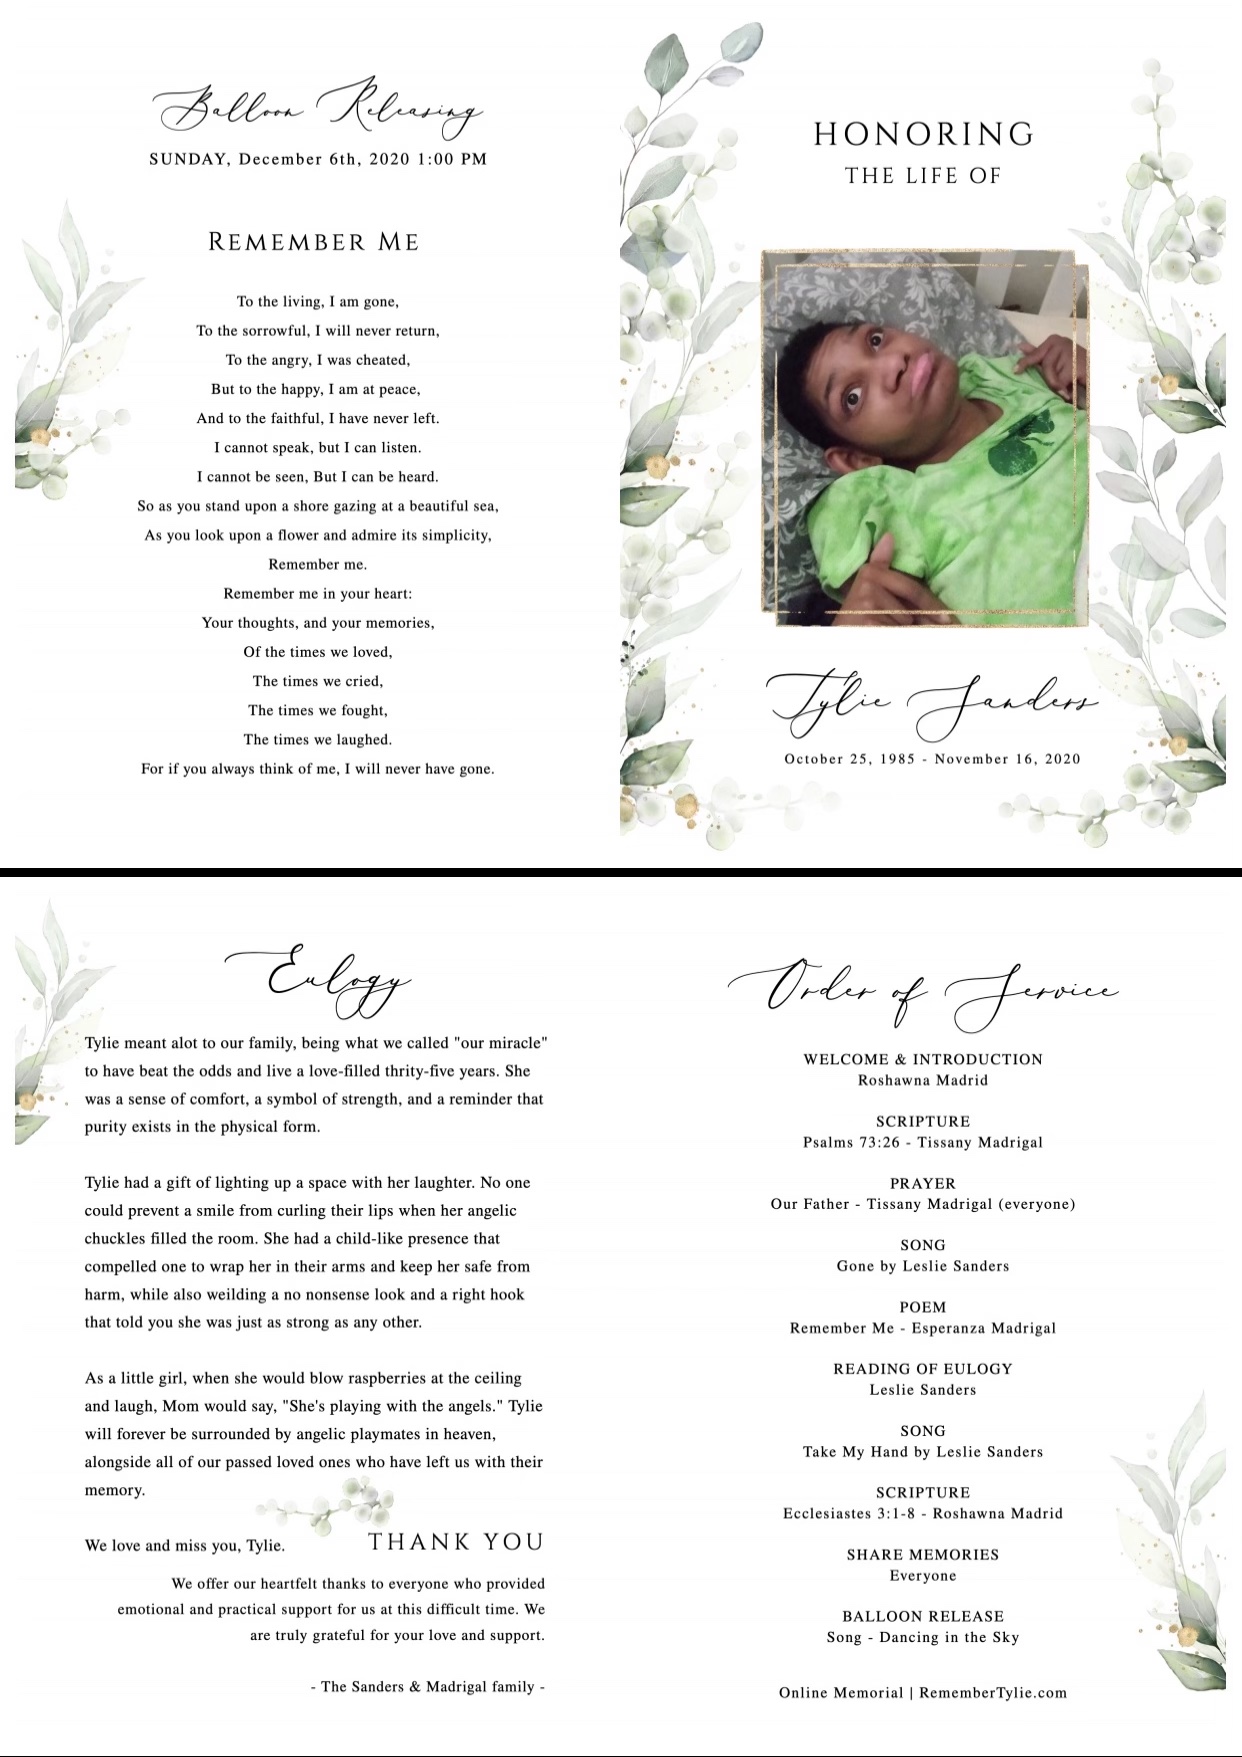 Balloon Releasing
SUNDAY, December 6th, 2020 1:00 PM
REMEMBER ME
To the living, I am gone,
To the sorrowful, I will never return,
To the angry, I was cheated,
But to the happy, I am at peace,
And to the faithful, I have never left.
I cannot speak, but I can listen.
I cannot be seen, But I can be heard.
So as you stand upon a shore gazing at a beautiful sea,
As you look upon a flower and admire its simplicity,
Remember me.
Remember me in your heart:
Your thoughts, and your memories,
Of the times we loved,
The times we cried,
The times we fought,
The times we laughed.
For if you always think of me, I will never have gone.
HONORING
THE LIFE OF
Tylie Sanders
October 25, 1985 - November 16, 2020
Eulogy
Tylie meant alot to our family, being what we called "our miracle"
to have beat the odds and live a love-filled thrity-five years. She
was a sense of comfort, a symbol of strength, and a reminder that
purity exists in the physical form.
Tylie had a gift of lighting up a space with her laughter. No one
could prevent a smile from curling their lips when her angelic
chuckles filled the room. She had a child-like presence that
compelled one to wrap her in their arms and keep her safe from
harm, while also weilding a no nonsense look and a right hook
that told you she was just as strong as any other.
As a little girl, when she would blow raspberries at the ceiling
and laugh, Mom would say, "She's playing with the angels." Tylie
will forever be surrounded by angelic playmates in heaven,
alongside all of our passed loved ones who have left us with their
memory.
We love and miss you, Tylie.
THANK YOU
We offer our heartfelt thanks to everyone who provided
emotional and practical support for us at this difficult time. We
are truly grateful for your love and support.
- The Sanders & Madrigal family -
Order of Service
WELCOME & INTRODUCTION
Roshawna Madrid
SCRIPTURE
Psalms 73:26 - Tissany Madrigal
PRAYER
Our Father - Tissany Madrigal (everyone)
SONG
Gone by Leslie Sanders
POEM
Remember Me - Esperanza Madrigal
READING OF EULOGY
Leslie Sanders
SONG
Take My Hand by Leslie Sanders
SCRIPTURE
Ecclesiastes 3:1-8 - Roshawna Madrid
SHARE MEMORIES
Everyone
BALLOON RELEASE
Song - Dancing in the Sky
Online Memorial | RememberTylie.com